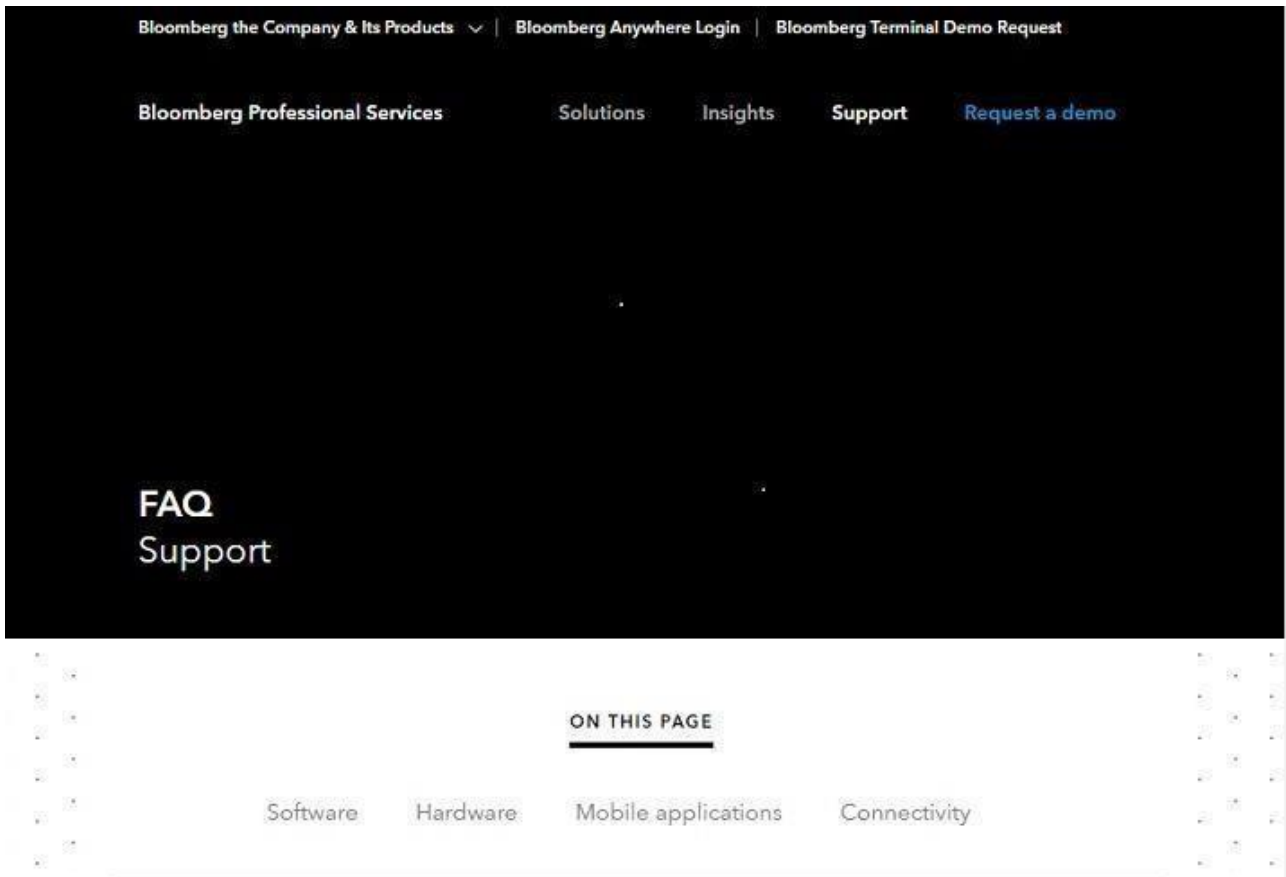 Bloomberg the Company & Its Products | Bloomberg Anywhere Login | Bloomberg Terminal Demo Request
Bloomberg Professional Services Solutions Insights Support Request a demo
FAQ
Support
ON THIS PAGE
Software Hardware Mobile applications Connectivity